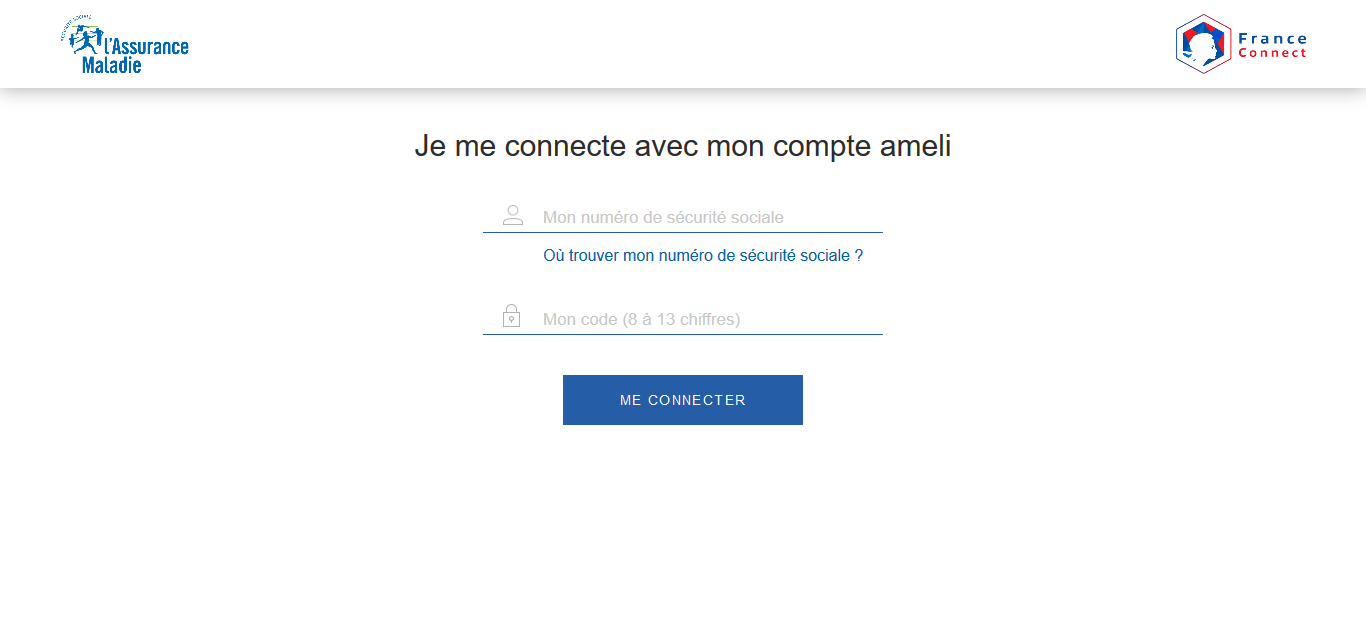 SÉCURITÉ SOCIALE
l'Assurance
Maladie
France
Connect
Je me connecte avec mon compte ameli
Mon numéro de sécurité sociale
Où trouver mon numéro de sécurité sociale ?
Mon code (8 à 13 chiffres)
ME CONNECTER